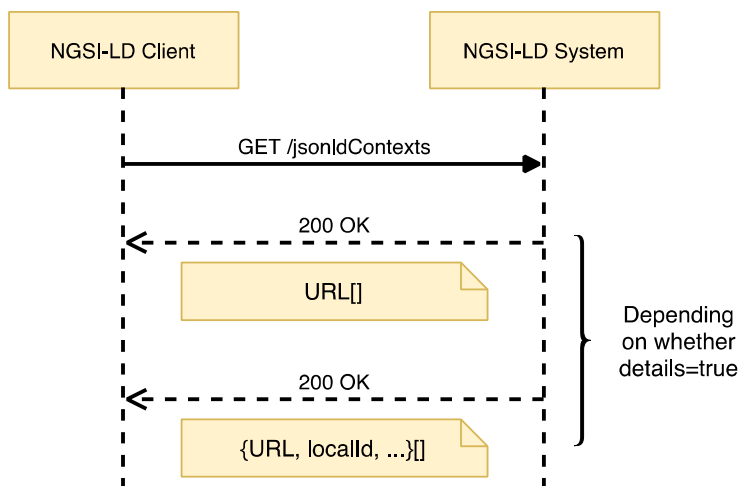 NGSI-LD Client
NGSI-LD System
GET /jsonldContexts
200 OK
URL[]
Depending
on whether
details=true
200 OK
{URL, localId, ...}[]